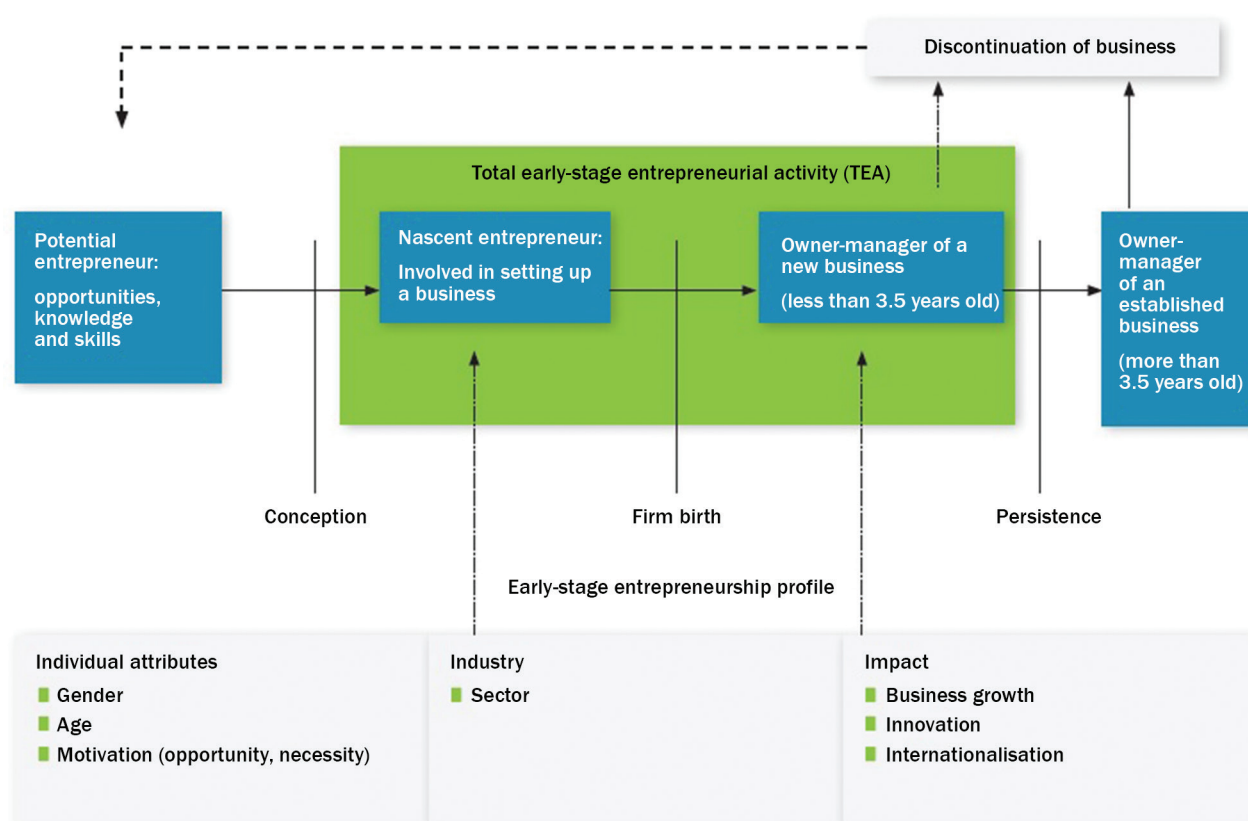 Discontinuation of business
Total early-stage entrepreneurial activity (TEA)
Potential
entrepreneur:
opportunities,
knowledge
and skills
Nascent entrepreneur:
Involved in setting up
a business
Owner-manager of a
new business
(less than 3.5 years old)
Owner-
manager
of an
established
business
(more than
3.5 years old)
Conception
Firm birth
Persistence
Early-stage entrepreneurship profile
Individual attributes
Gender
Age
Motivation (opportunity, necessity)
Industry
Sector
Impact
Business growth
Innovation
Internationalisation